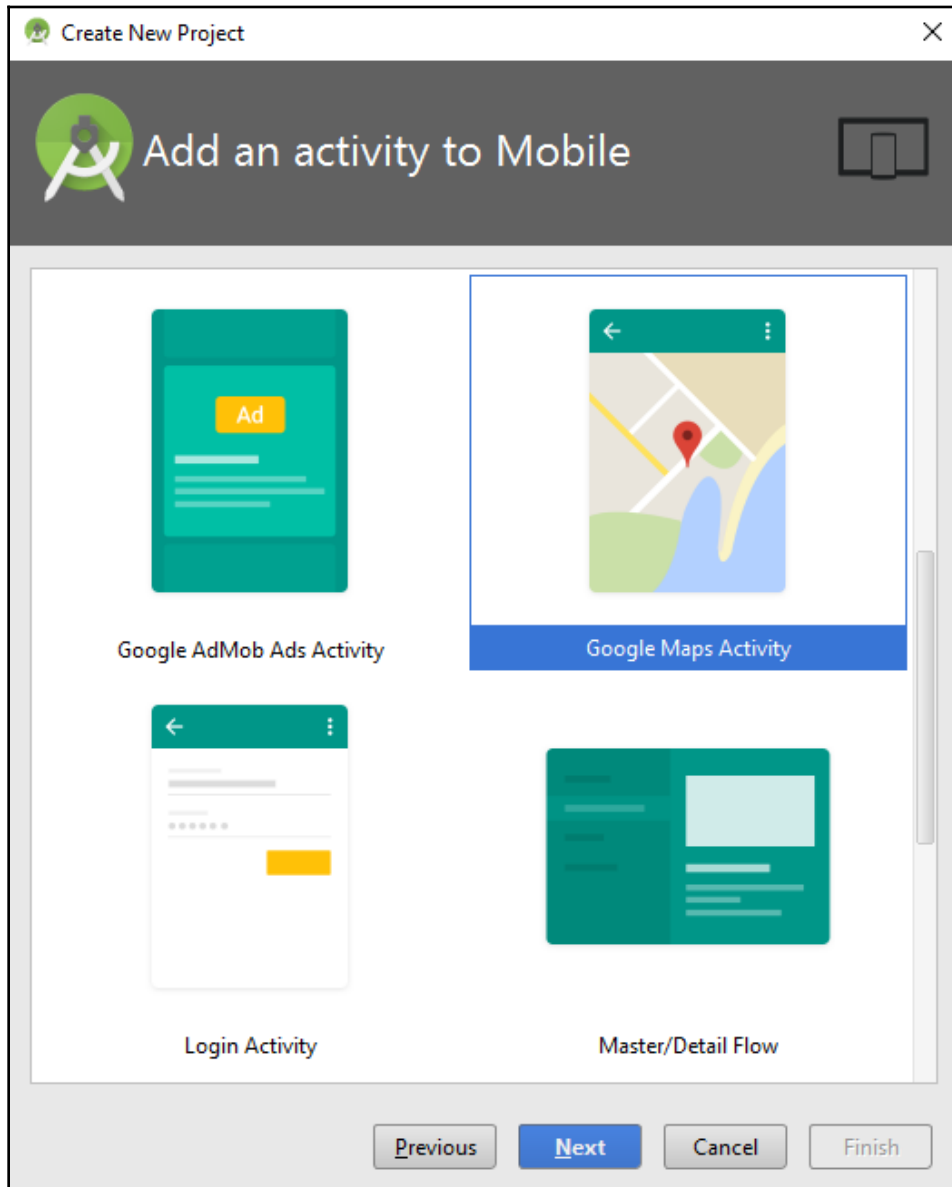 Create New Project
Add an activity to Mobile
Ad
Google AdMob Ads Activity
Google Maps Activity
Login Activity
Master/Detail Flow
Previous
Next
Cancel
Finish